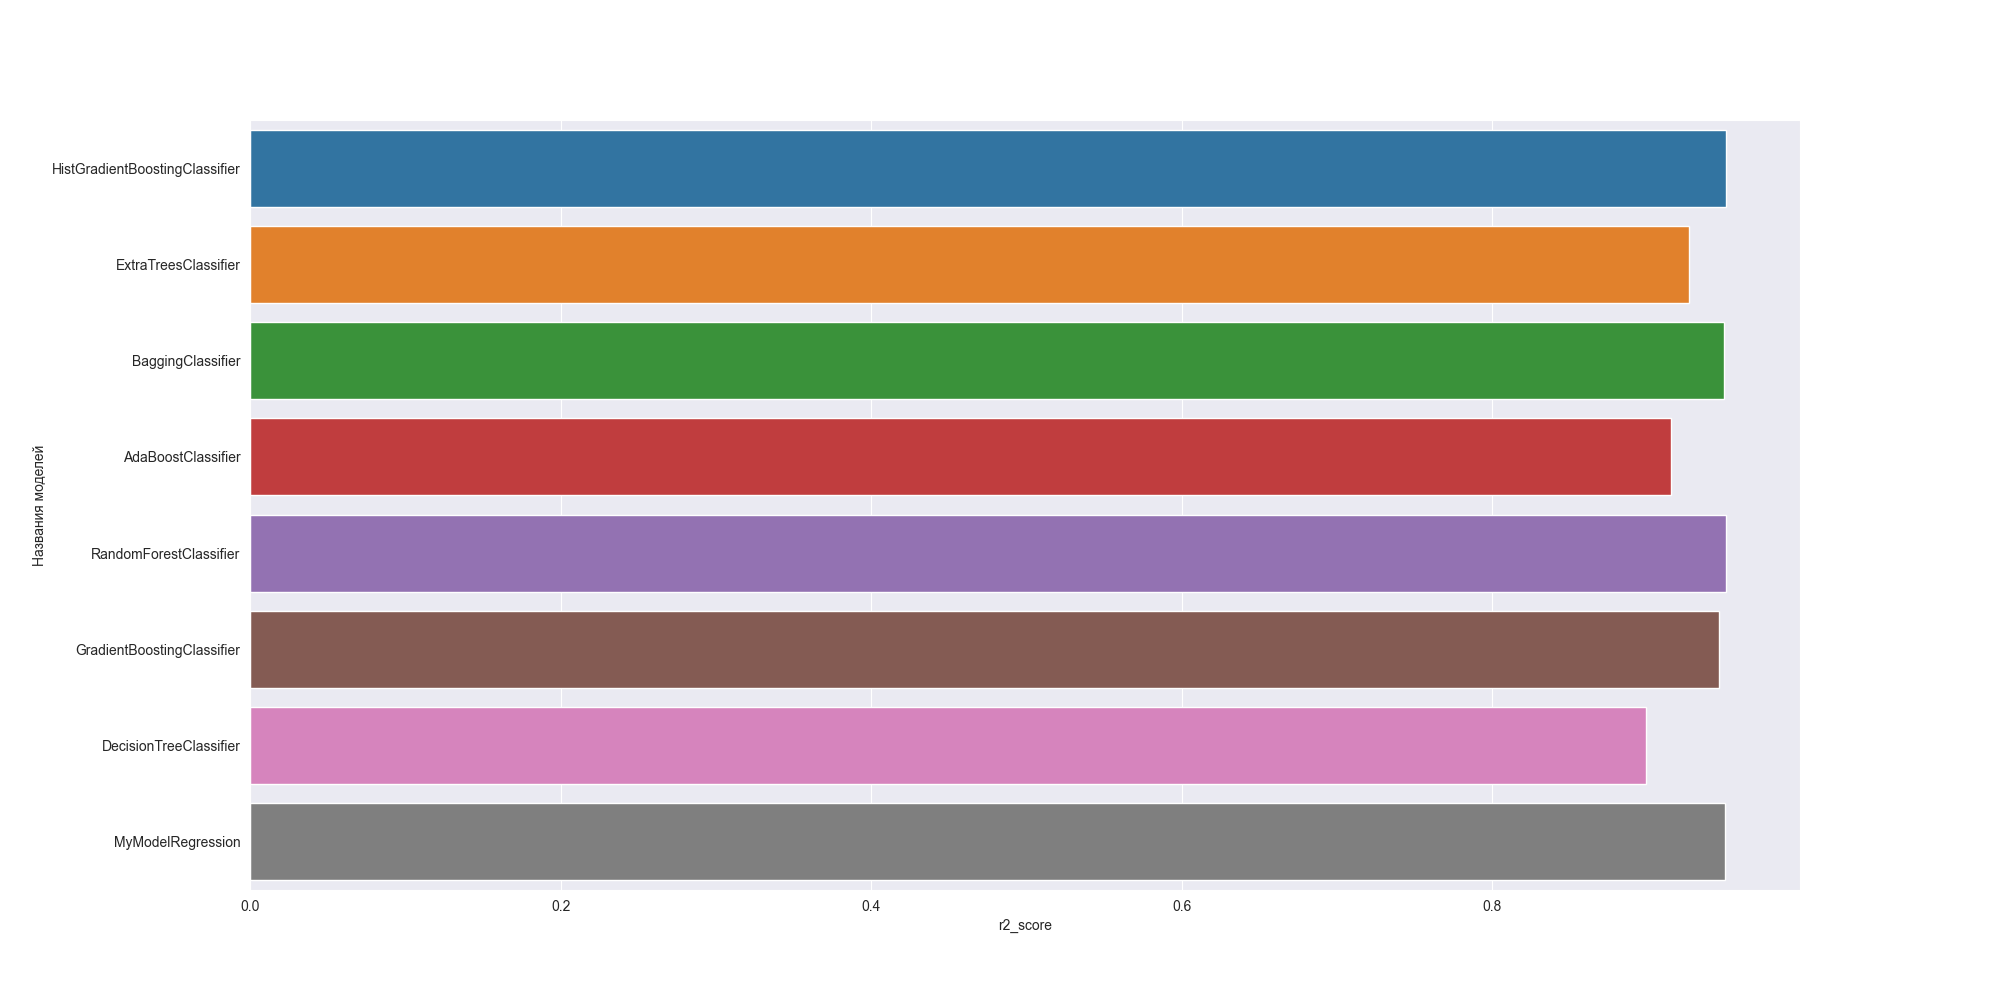 Названия моделей
HistGradientBoostingClassifier
ExtraTreesClassifier
BaggingClassifier
AdaBoostClassifier
RandomForestClassifier
GradientBoostingClassifier
DecisionTreeClassifier
MyModelRegression
0.0 0.2 0.4 0.6 0.8
r2_score